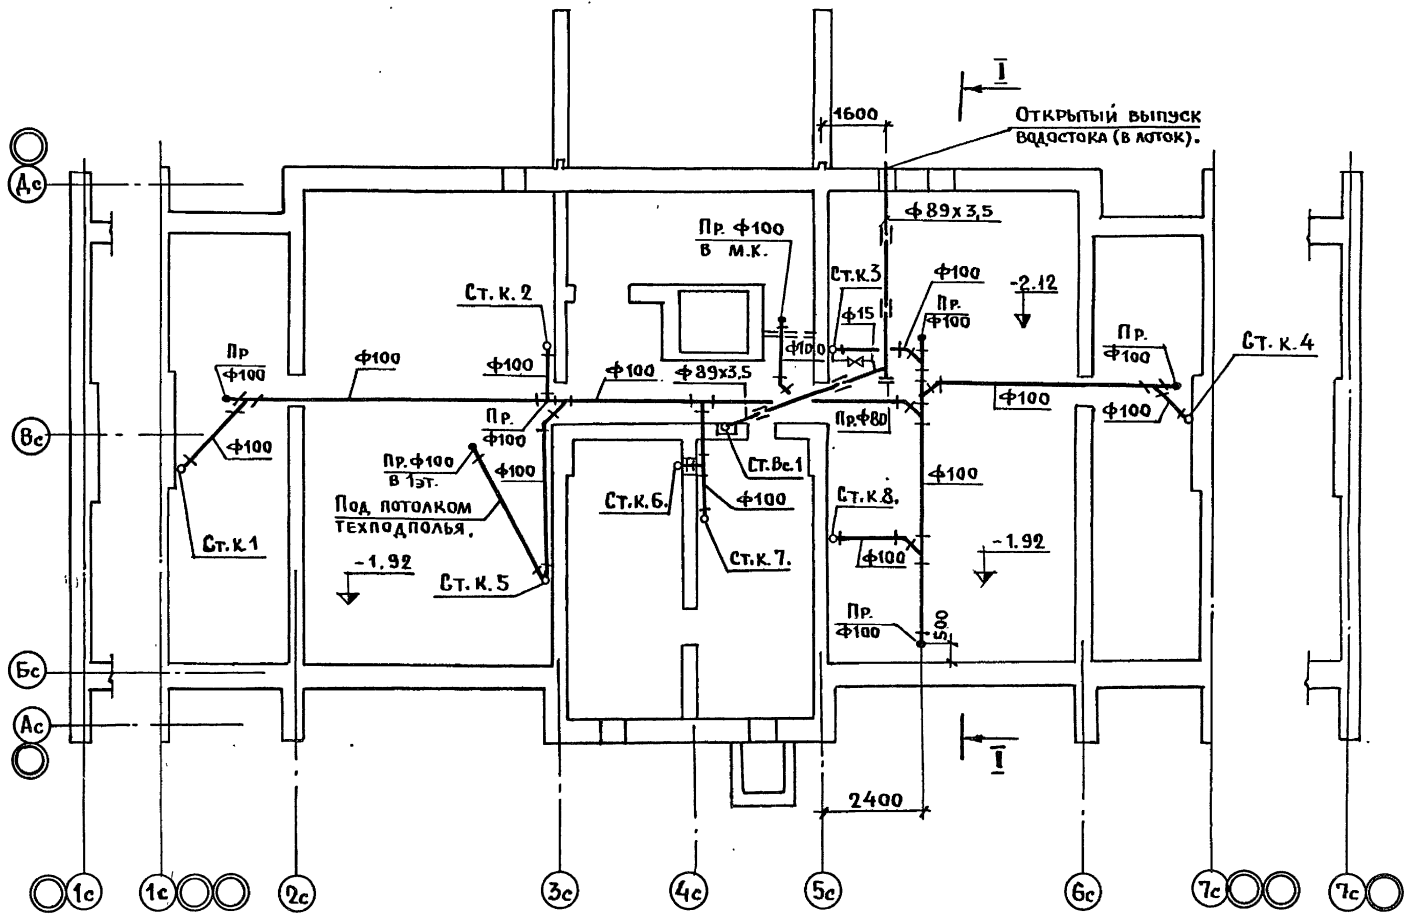 I
1600
Открытый выпуск
водостока (в лоток).
Дс
ф89х3,5
Пр. ф100
в м.к.
Ст.к.3
ф100
-2.12
Ст.к.2
ф15
Пр.
ф100
Пр
ф100
ф100
ф100
ф100
ф89х3,5
ф100
Пр.
ф100
Ст.к.4
Вс
ф100
Пр.
ф100
Пр.ф80
ф100
ф100
Пр.ф100
в 1эт.
ф100
Ст.Вс.1
ф100
Под потолком
техподполья.
Ст.к.6.
ф100
Ст.к.8.
Ст.к.1
-1.92
Ст.к.5
Ст.к.7.
ф100
-1.92
Пр.
ф100
500
Бс
Ас
I
2400
1с
1с
2с
3с
4с
5с
6с
7с
7с